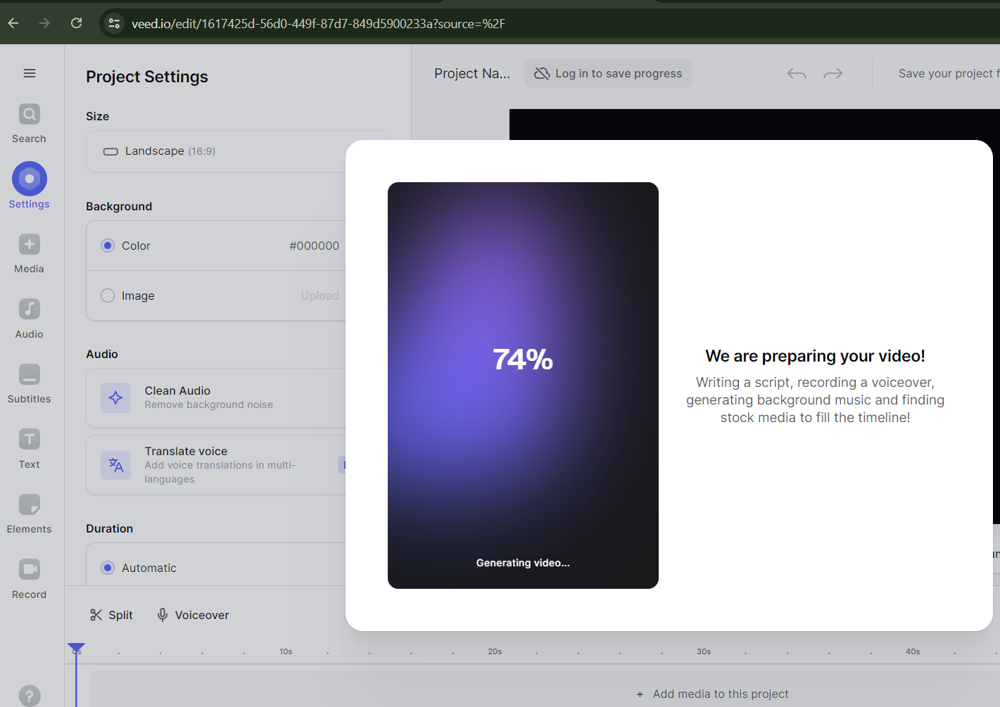 veed.io/edit/1617425d-56d0-449f-87d7-849d5900233a?source=%2F
Search
Settings
Media
Audio
Subtitles
Text
Elements
Record
?
Project Settings
Size
Landscape (16:9)
Background
Color #000000
Image Upload
Audio
Clean Audio
Remove background noise
Translate voice
Add voice translations in multi-
languages
Duration
Automatic
Project Na... Log in to save progress Save your project f
74%
Generating video...
We are preparing your video!
Writing a script, recording a voiceover,
generating background music and finding
stock media to fill the timeline!
Split Voiceover
0s 10s 20s 30s 40s
+ Add media to this project